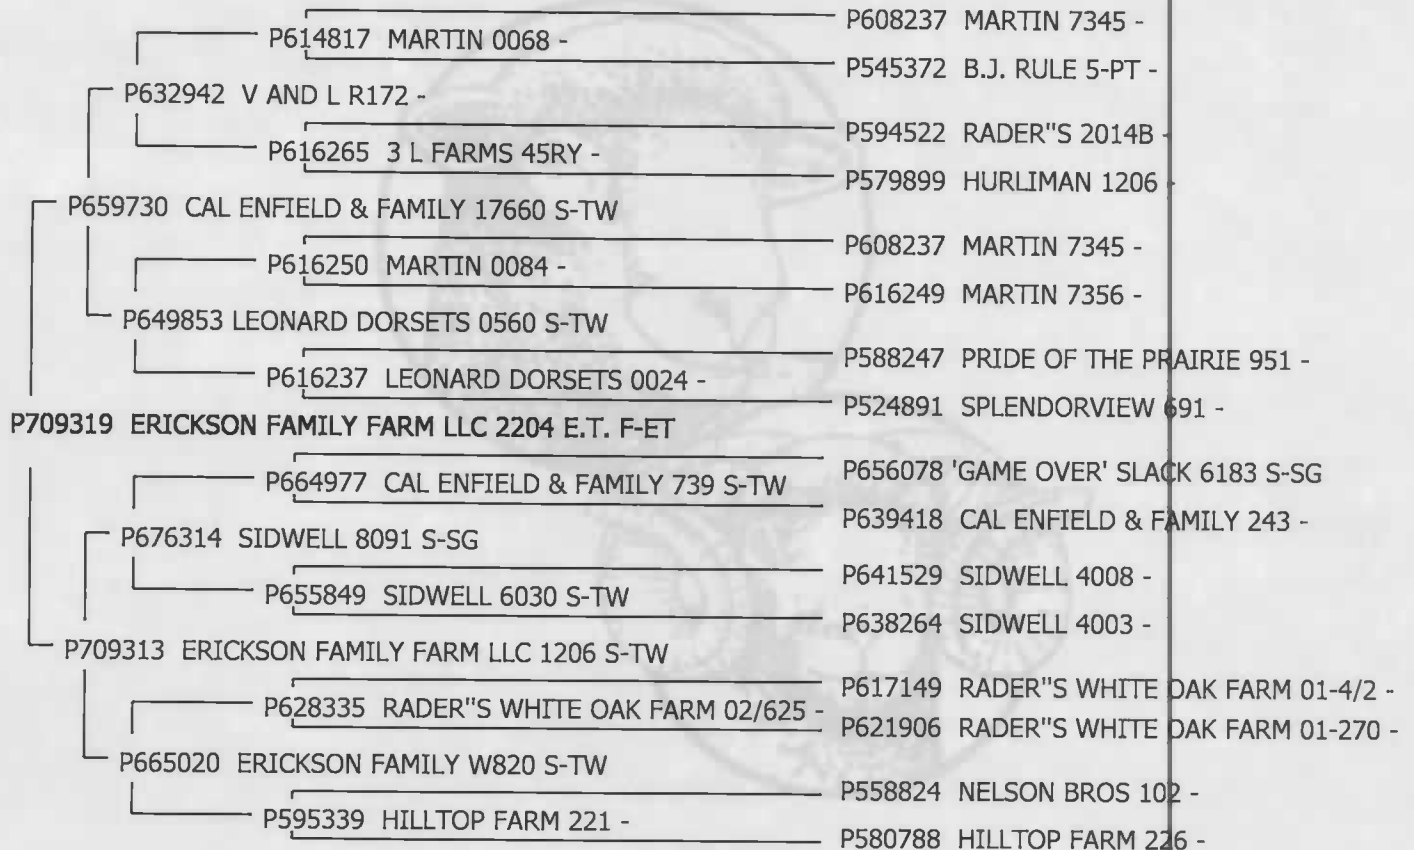 P608237 MARTIN 7345 -
P614817 MARTIN 0068 -
P545372 B.J. RULE 5-PT -
P632942 V AND L R172 -
P594522 RADER"S 2014B -
P616265 3 L FARMS 45RY -
P579899 HURLIMAN 1206 -
P659730 CAL ENFIELD & FAMILY 17660 S-TW
P608237 MARTIN 7345 -
P616250 MARTIN 0084 -
P616249 MARTIN 7356 -
P649853 LEONARD DORSETS 0560 S-TW
P588247 PRIDE OF THE PRAIRIE 951 -
P616237 LEONARD DORSETS 0024 -
P524891 SPLENDORVIEW 691 -
P709319 ERICKSON FAMILY FARM LLC 2204 E.T. F-ET
P656078 'GAME OVER' SLACK 6183 S-SG
P664977 CAL ENFIELD & FAMILY 739 S-TW
P639418 CAL ENFIELD & FAMILY 243 -
P676314 SIDWELL 8091 S-SG
P641529 SIDWELL 4008 -
P655849 SIDWELL 6030 S-TW
P638264 SIDWELL 4003 -
P709313 ERICKSON FAMILY FARM LLC 1206 S-TW
P617149 RADER"S WHITE OAK FARM 01-4/2 -
P628335 RADER"S WHITE OAK FARM 02/625 -
P621906 RADER"S WHITE OAK FARM 01-270 -
P665020 ERICKSON FAMILY W820 S-TW
P558824 NELSON BROS 102 -
P595339 HILLTOP FARM 221 -
P580788 HILLTOP FARM 226 -